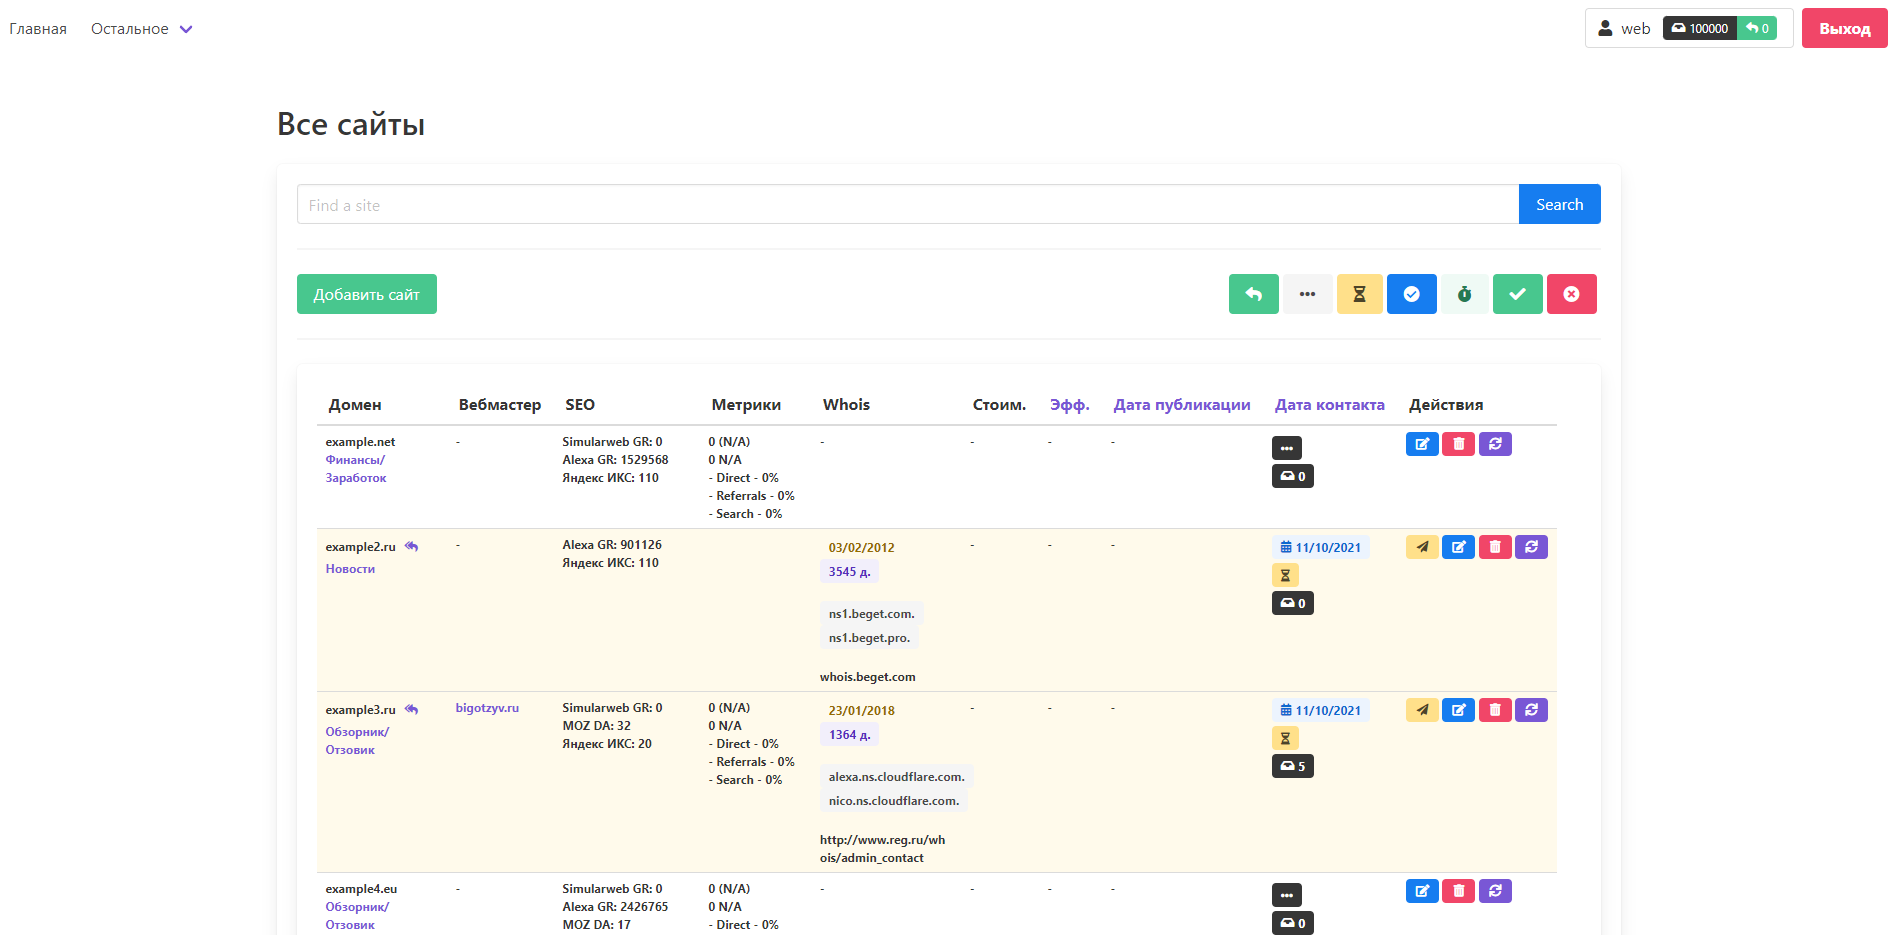 Главная Остальное web 100000 0 Выход
Все сайты
Find a site Search
Добавить сайт
Домен Вебмастер SEO Метрики Whois Стоим. Эфф. Дата публикации Дата контакта Действия
example.net - Simularweb GR: 0 0 (N/A) - - - -
Финансы/ Alexa GR: 1529568 0 N/A
Заработок Яндекс ИКС: 110 - Direct - 0% 0
- Referrals - 0%
- Search - 0%
example2.ru - Alexa GR: 901126 03/02/2012 - - - 11/10/2021
Новости Яндекс ИКС: 110 3545 д.
0
ns1.beget.com.
ns1.beget.pro.
whois.beget.com
example3.ru bigotzyv.ru Simularweb GR: 0 0 (N/A) 23/01/2018 - - - 11/10/2021
Обзорник/ MOZ DA: 32 0 N/A 1364 д.
Отзовик Яндекс ИКС: 20 - Direct - 0%
- Referrals - 0% 5
- Search - 0% alexa.ns.cloudflare.com.
nico.ns.cloudflare.com.
http://www.reg.ru/wh
ois/admin_contact
example4.eu - Simularweb GR: 0 0 (N/A) - - - -
Обзорник/ Alexa GR: 2426765 0 N/A
Отзовик MOZ DA: 17 - Direct - 0% 0